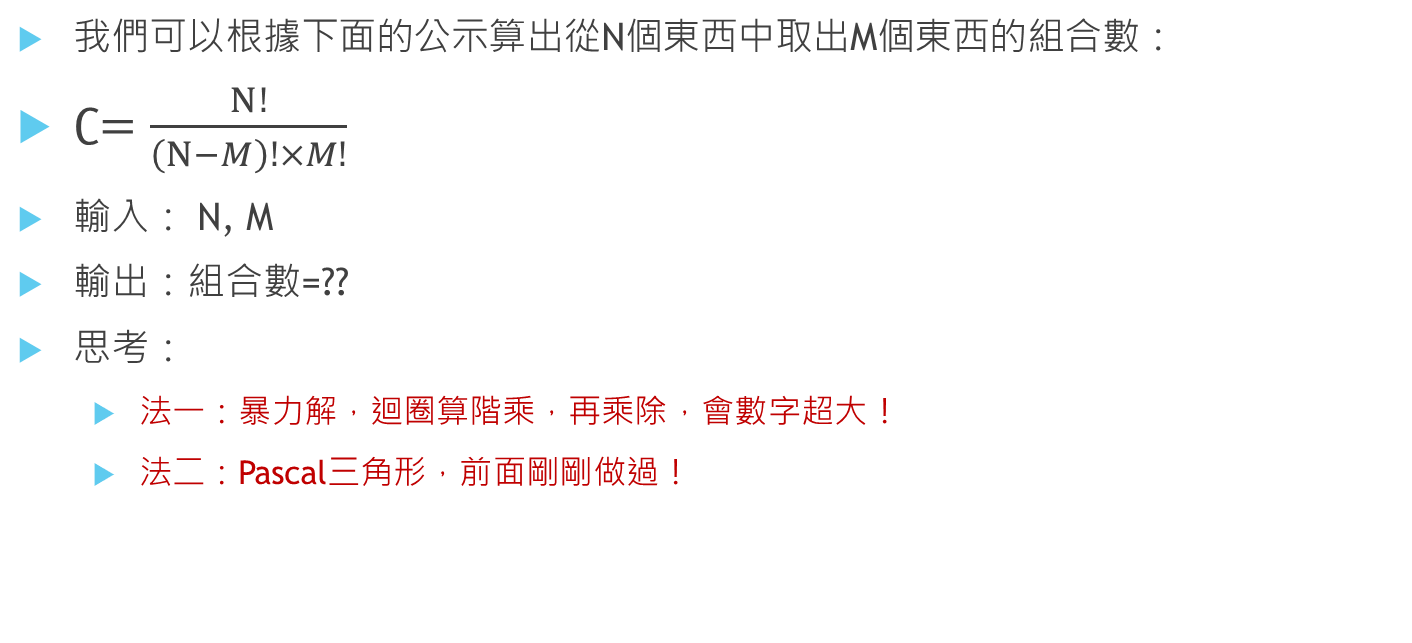 我們可以根據下面的公示算出從N個東西中取出M個東西的組合數：
C= N! / (N−M)!×M!
輸入： N, M
輸出：組合數=??
思考：
法一：暴力解，迴圈算階乘，再乘除，會數字超大！
法二：Pascal三角形，前面剛剛做過！